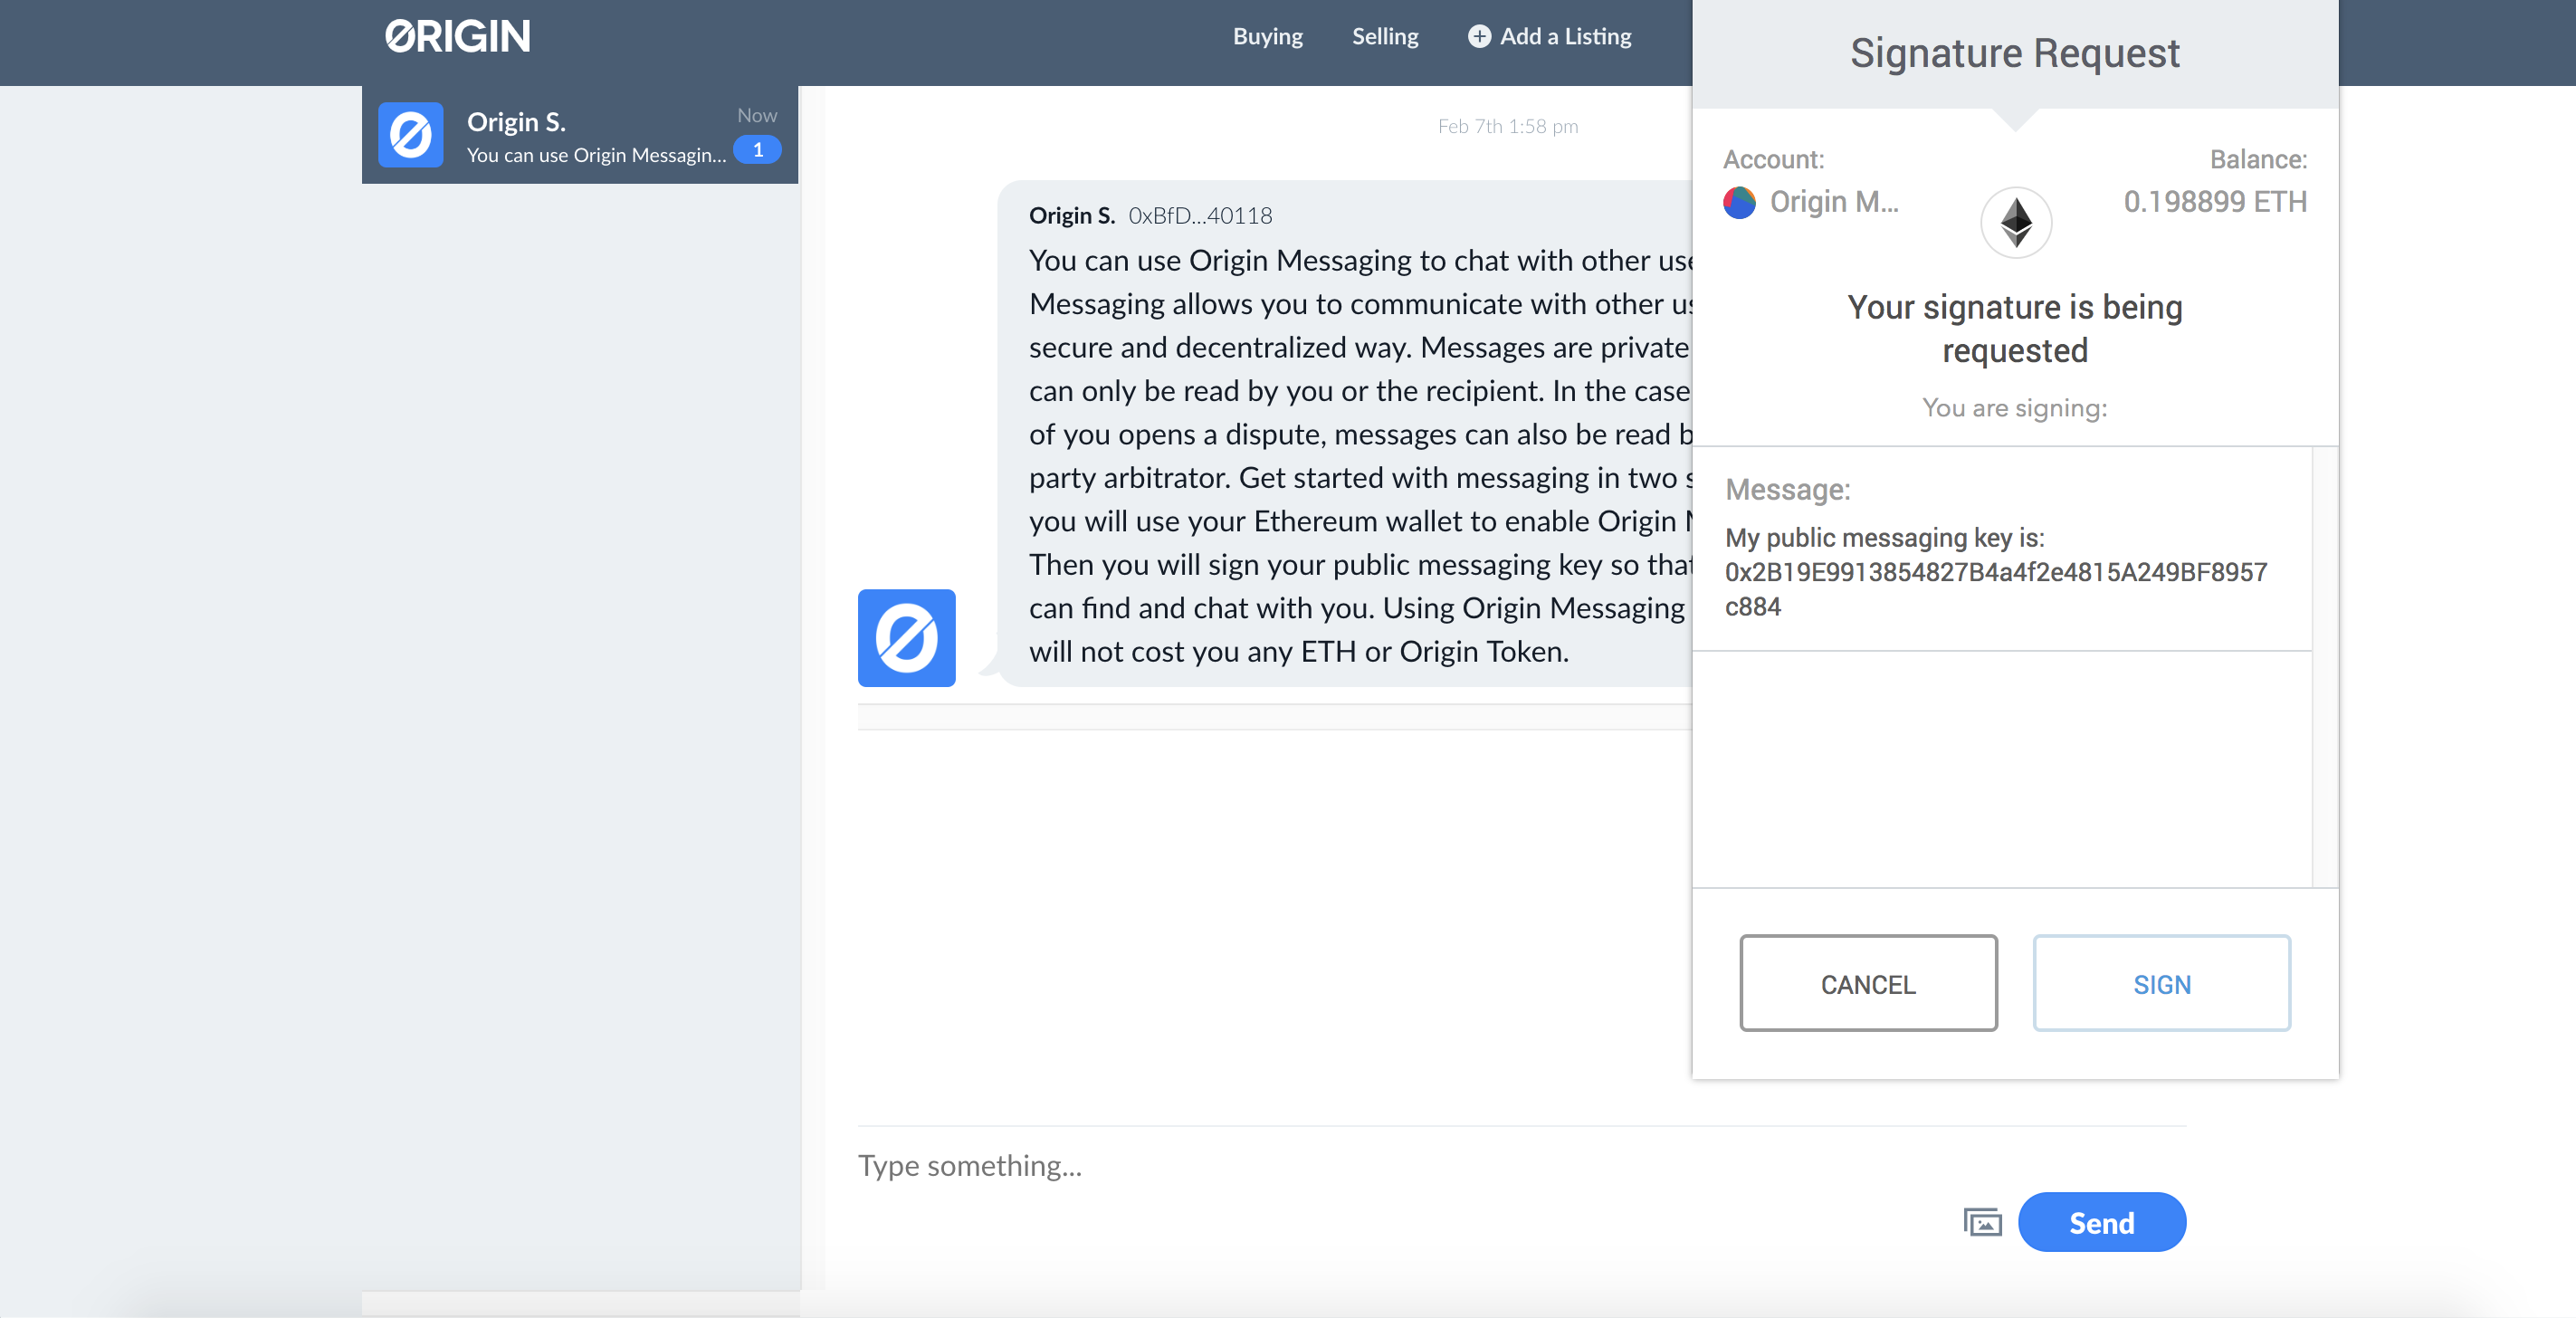 ORIGIN
Buying Selling Add a Listing
Origin S. Now
You can use Origin Messagin... 1
Feb 7th 1:58 pm
Origin S. 0xBfD...40118
You can use Origin Messaging to chat with other
Messaging allows you to communicate with other
secure and decentralized way. Messages are private
can only be read by you or the recipient. In the case
of you opens a dispute, messages can also be read
party arbitrator. Get started with messaging in two
you will use your Ethereum wallet to enable Origin
Then you will sign your public messaging key so that
can find and chat with you. Using Origin Messaging
will not cost you any ETH or Origin Token.
Type something...
Send
Signature Request
Account: Balance:
Origin M... 0.198899 ETH
Your signature is being
requested
You are signing:
Message:
My public messaging key is:
0x2B19E9913854827B4a4f2e4815A249BF8957
c884
CANCEL SIGN